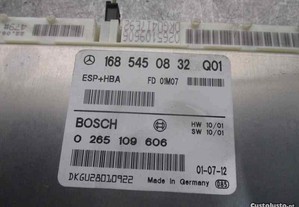 168 545 08 32 Q01
ESP+HBA FD 01M07
BOSCH HW 10/01
SW 10/01
0 265 109 606 01-07-12
DKGU2AD10922 Made in Germany